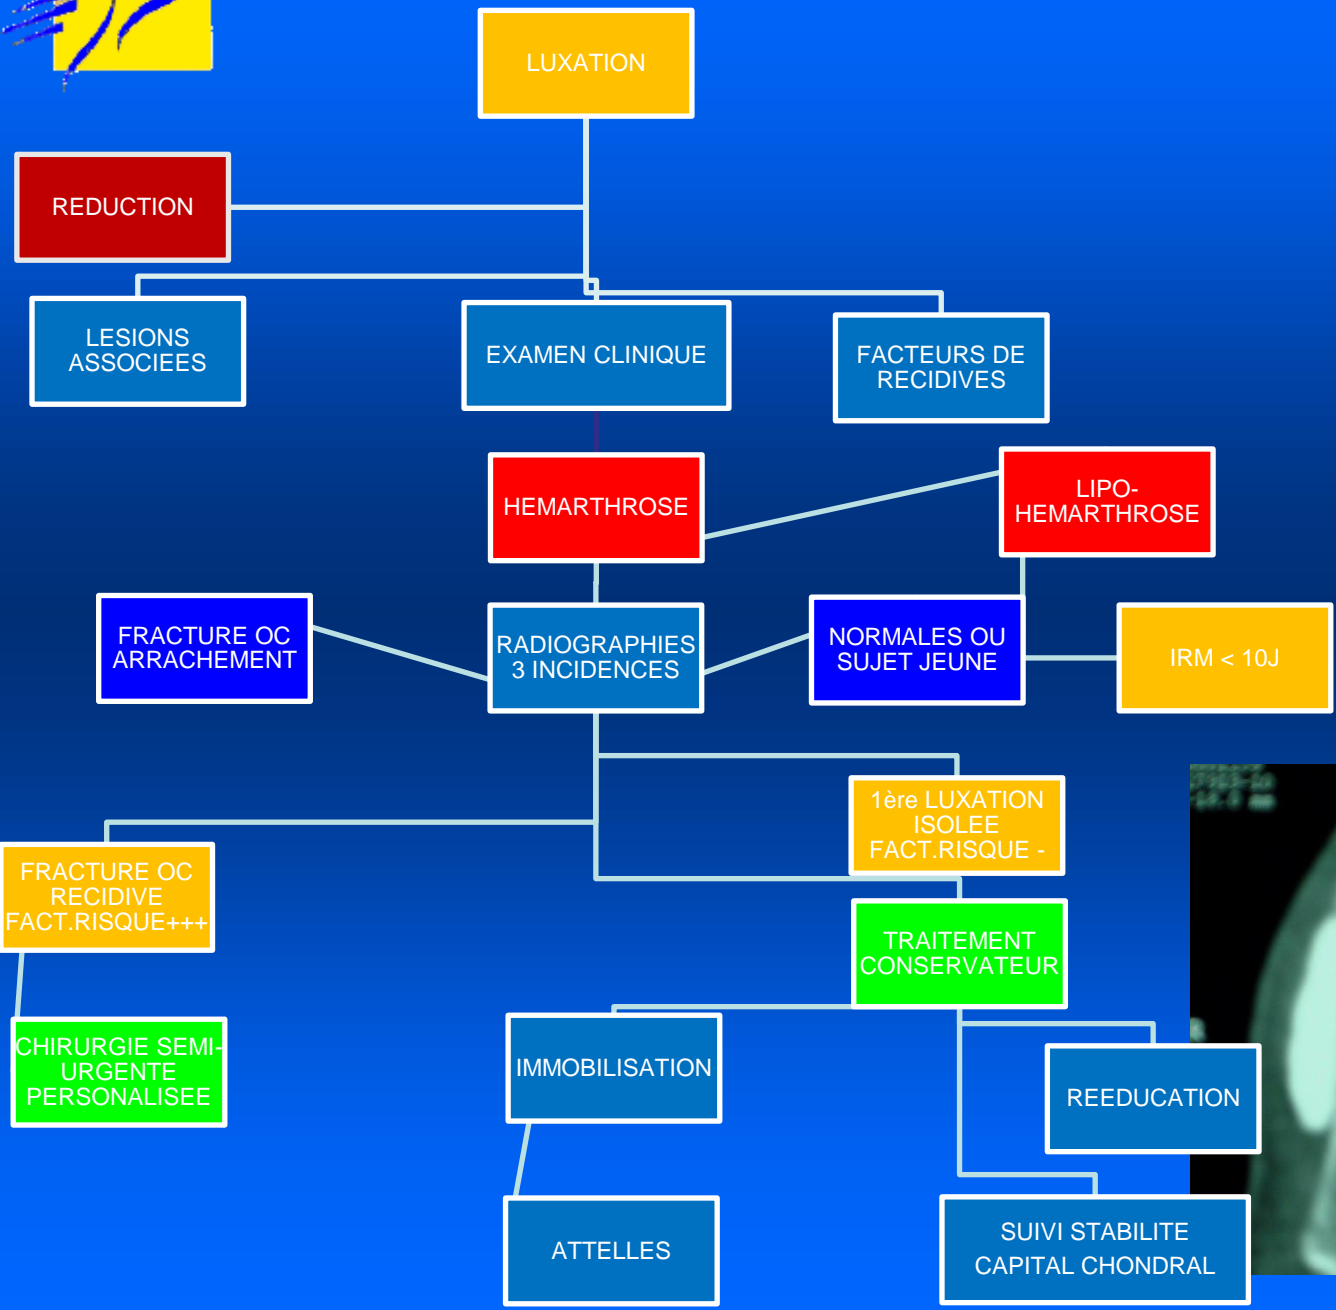 LUXATION
REDUCTION
LESIONS
ASSOCIEES
EXAMEN CLINIQUE
FACTEURS DE
RECIDIVES
HEMARTHROSE
LIPO-
HEMARTHROSE
FRACTURE OC
ARRACHEMENT
RADIOGRAPHIES
3 INCIDENCES
NORMALES OU
SUJET JEUNE
IRM < 10J
1ère LUXATION
ISOLEE
FACT.RISQUE -
FRACTURE OC
RECIDIVE
FACT.RISQUE+++
TRAITEMENT
CONSERVATEUR
CHIRURGIE SEMI-
URGENTE
PERSONALISEE
IMMOBILISATION
REEDUCATION
ATTELLES
SUIVI STABILITE
CAPITAL CHONDRAL